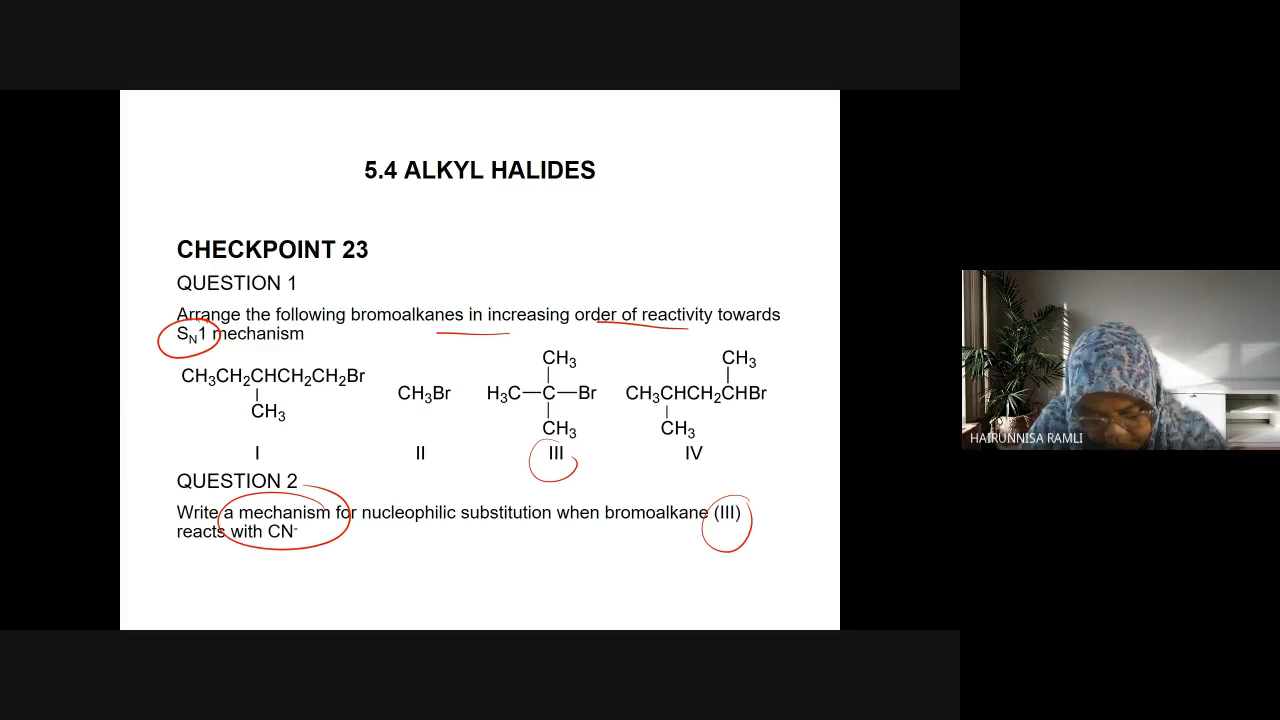 5.4 ALKYL HALIDES
CHECKPOINT 23
QUESTION 1
Arrange the following bromoalkanes in increasing order of reactivity towards
SN1 mechanism
CH3CH2CHCH2CH2Br
CH3
I
CH3Br
II
CH3
H3C—C—Br
CH3
III
CH3
CH3CHCH2CHBr
CH3
IV
QUESTION 2
Write a mechanism for nucleophilic substitution when bromoalkane (III)
reacts with CN-
HAIRUNNISA RAMLI